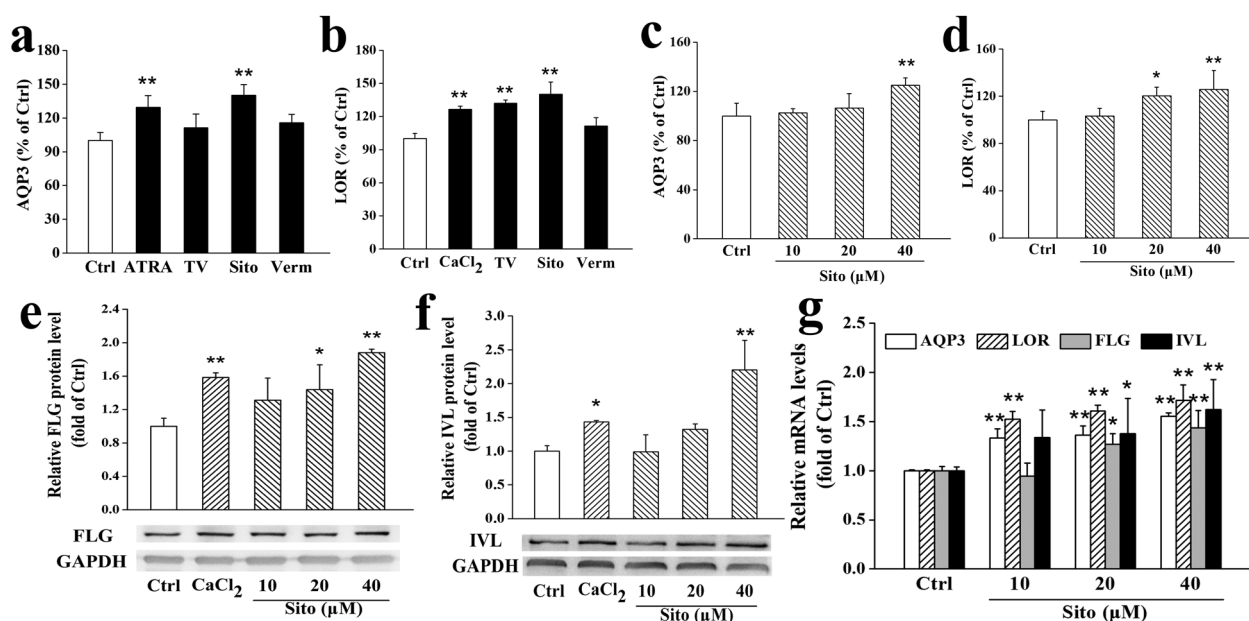 a
AQP3 (% of Ctrl)
180
150
120
90
60
30
0
**
**
Ctrl ATRA TV Sito Verm
b
LOR (% of Ctrl)
180
150
120
90
60
30
0
** ** **
Ctrl CaCl2 TV Sito Verm
c
AQP3 (% of Ctrl)
160
120
80
40
0
**
Ctrl 10 20 40
Sito (μM)
d
LOR (% of Ctrl)
160
120
80
40
0
* **
Ctrl 10 20 40
Sito (μM)
e
Relative FLG protein level
(fold of Ctrl)
2.4
2.0
1.6
1.2
0.8
0.4
0.0
** * **
FLG
GAPDH
Ctrl CaCl2 10 20 40
Sito (μM)
f
Relative IVL protein level
(fold of Ctrl)
3.0
2.5
2.0
1.5
1.0
0.5
0.0
* **
IVL
GAPDH
Ctrl CaCl2 10 20 40
Sito (μM)
g
Relative mRNA levels
(fold of Ctrl)
2.5
2.0
1.5
1.0
0.5
0.0
AQP3 LOR FLG IVL
** **
** ** * *
** ** ** **
Ctrl 10 20 40
Sito (μM)